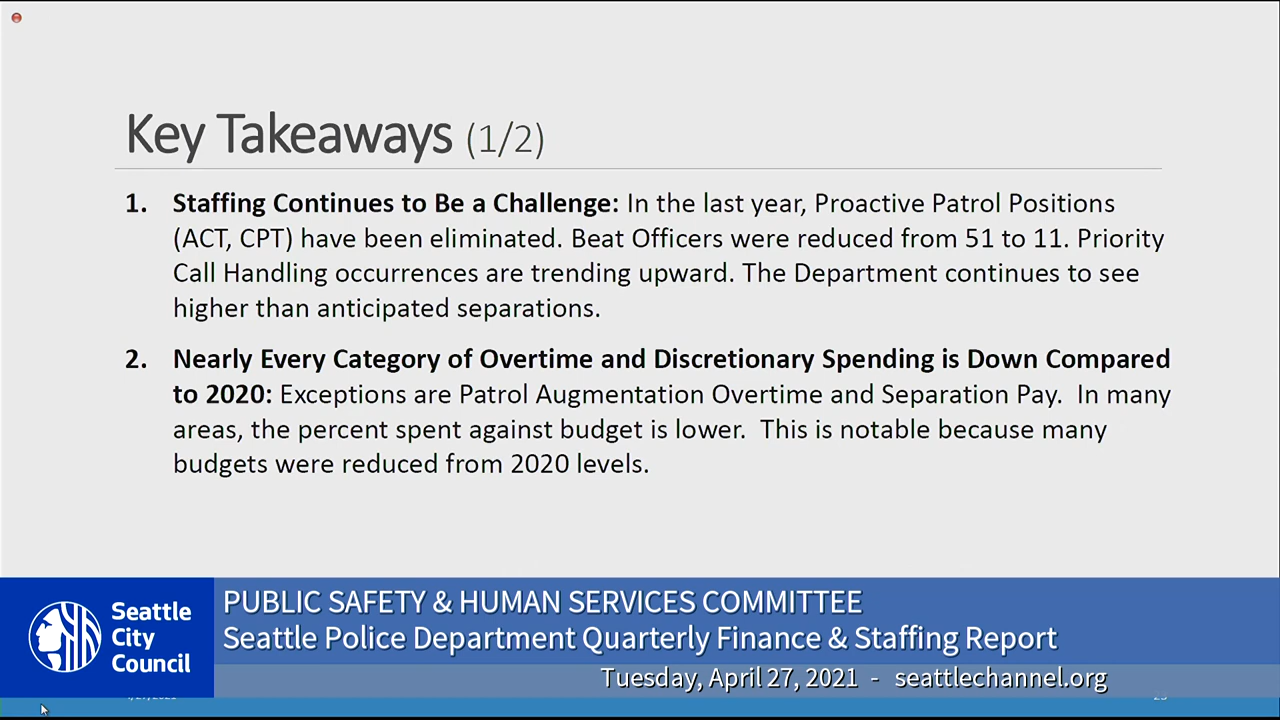 Key Takeaways (1/2)
1. Staffing Continues to Be a Challenge: In the last year, Proactive Patrol Positions
(ACT, CPT) have been eliminated. Beat Officers were reduced from 51 to 11. Priority
Call Handling occurrences are trending upward. The Department continues to see
higher than anticipated separations.
2. Nearly Every Category of Overtime and Discretionary Spending is Down Compared
to 2020: Exceptions are Patrol Augmentation Overtime and Separation Pay. In many
areas, the percent spent against budget is lower. This is notable because many
budgets were reduced from 2020 levels.
Seattle
City
Council
PUBLIC SAFETY & HUMAN SERVICES COMMITTEE
Seattle Police Department Quarterly Finance & Staffing Report
Tuesday, April 27, 2021 - seattlechannel.org